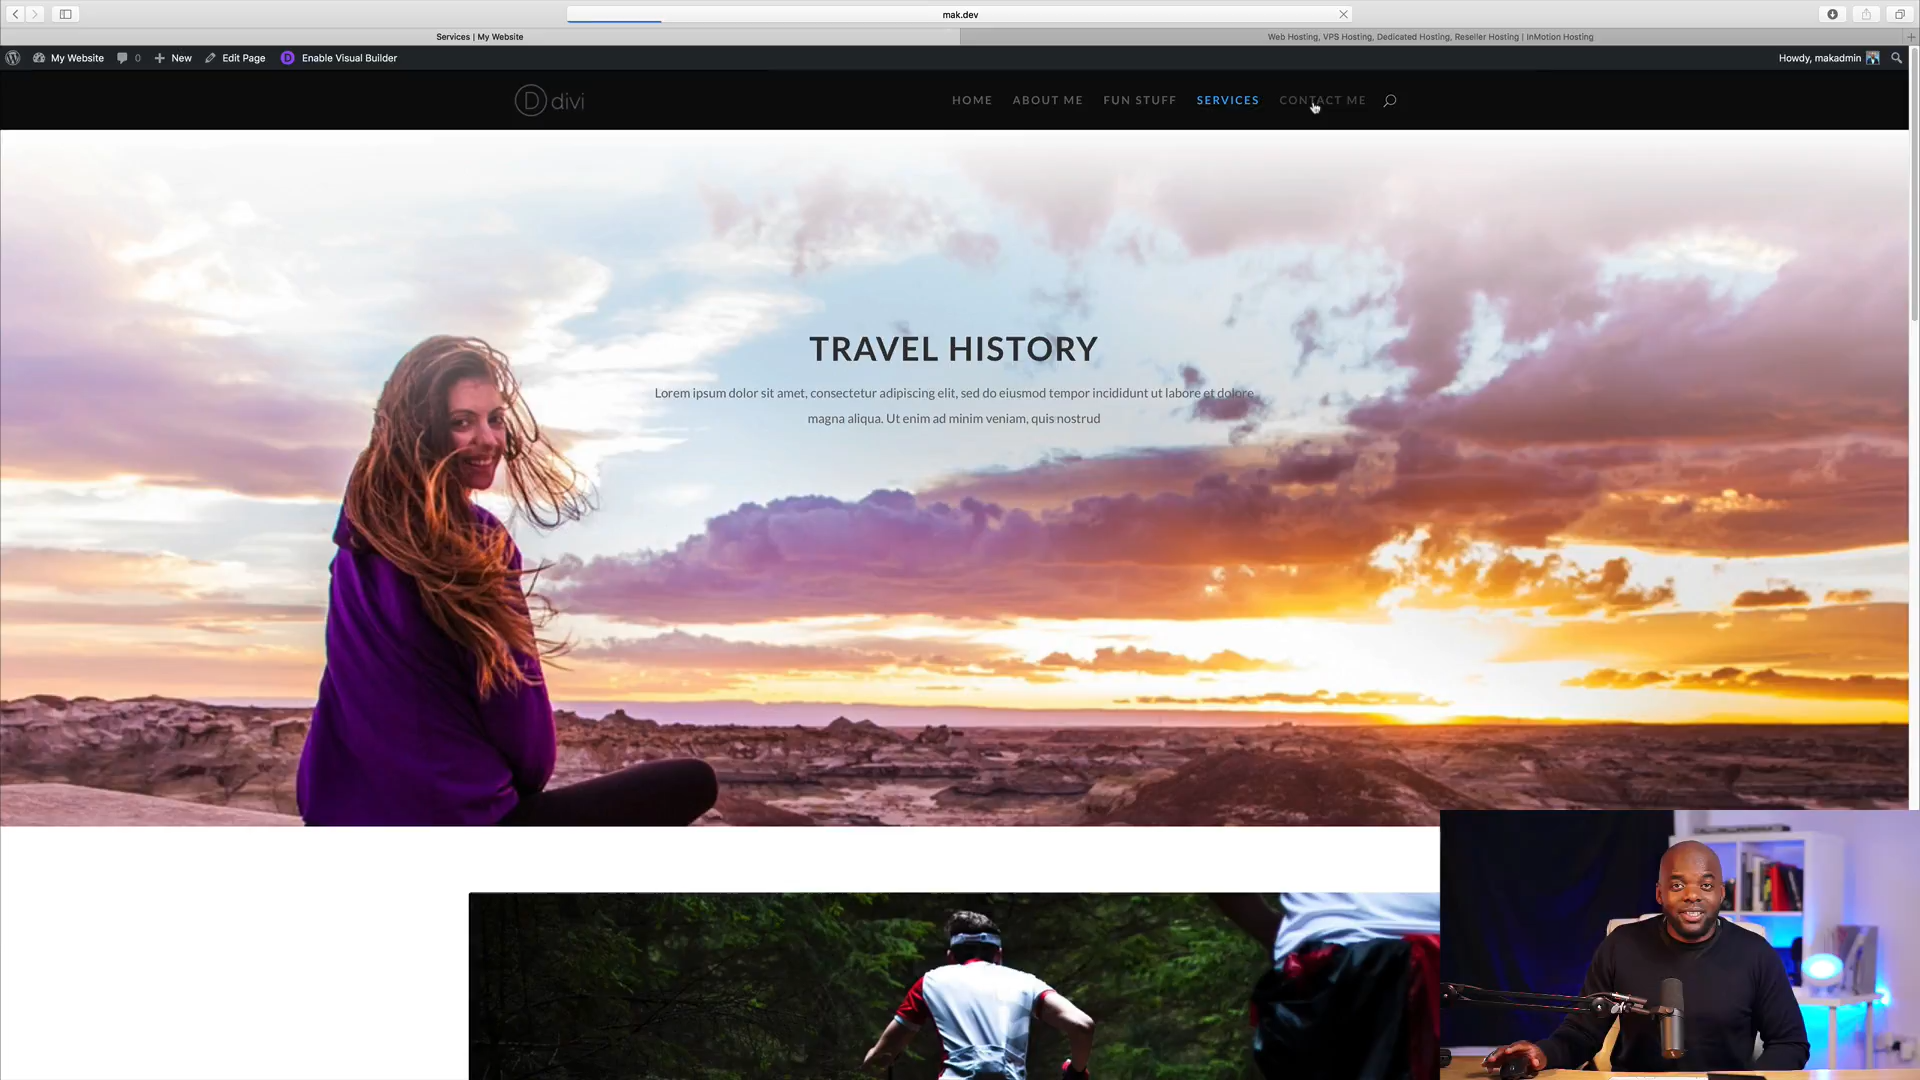 mak.dev
Services | My Website
Web Hosting, VPS Hosting, Dedicated Hosting, Reseller Hosting | InMotion Hosting
My Website 0 New Edit Page D Enable Visual Builder Howdy, makadmin
D divi HOME ABOUT ME FUN STUFF SERVICES CONTACT ME
TRAVEL HISTORY
Lorem ipsum dolor sit amet, consectetur adipiscing elit, sed do eiusmod tempor incididunt ut labore et dolore
magna aliqua. Ut enim ad minim veniam, quis nostrud